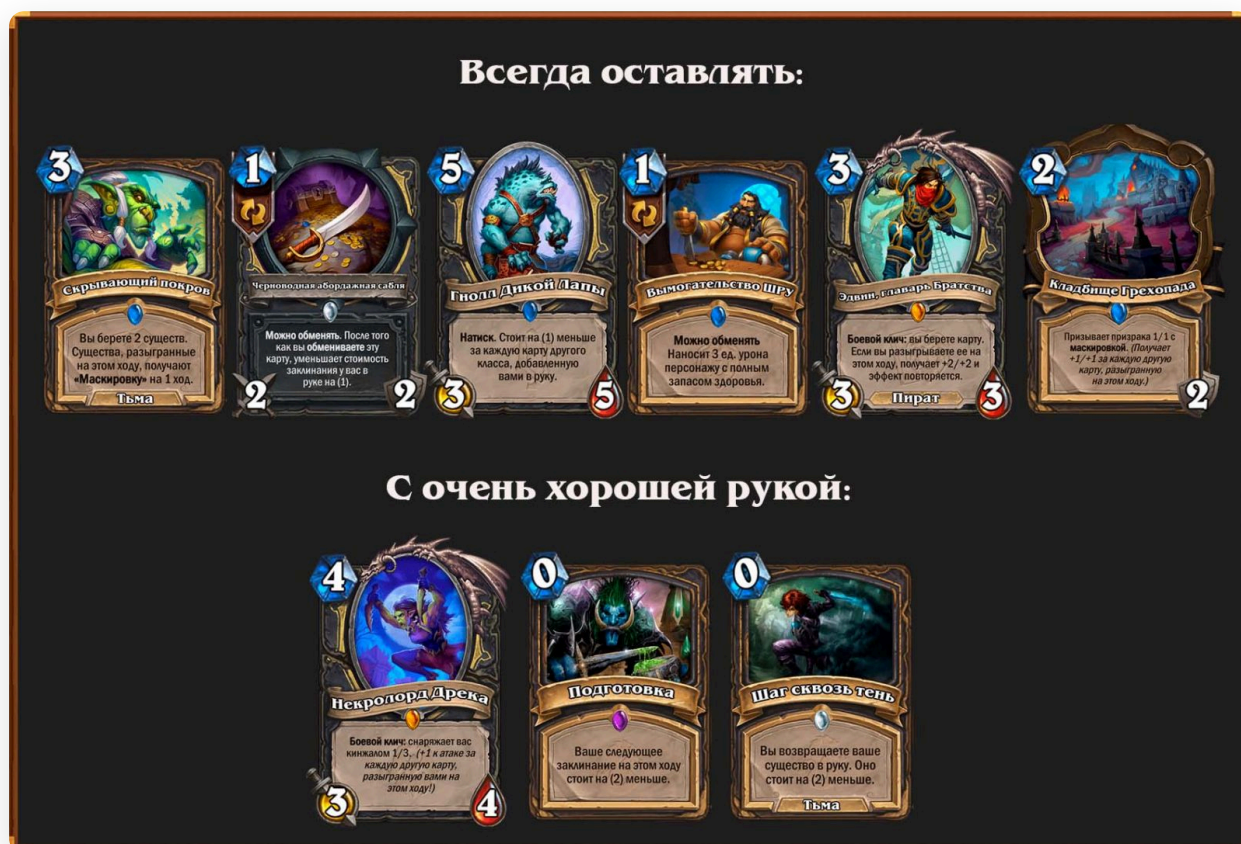 Всегда оставлять:
3
1
5
1
3
2
Скрывающий покров
Вы берете 2 существ.
Существа, разыгранные
на этом ходу, получают
«Маскировку» на 1 ход.
Тьма
Черноводная абордажная сабля
Можно обменять. После того
как вы обмениваете эту
карту, уменьшает стоимость
заклинания у вас в
руке на (1).
2
2
Гнолл Дикой Лапы
Натиск. Стоит на (1) меньше
за каждую карту другого
класса, добавленную
вами в руку.
3
5
Вымогательство ШРУ
Можно обменять
Наносит 3 ед. урона
персонажу с полным
запасом здоровья.
Эдвин, главарь Братства
Боевой клич: вы берете карту.
Если вы разыгрываете ее на
этом ходу, получает +2/+2 и
эффект повторяется.
3
Пират
3
Кладбище Грехопада
Призывает призрака 1/1 с
маскировкой. (Получает
+1/+1 за каждую другую
карту, разыгранную
на этом ходу.)
2
С очень хорошей рукой:
4
0
0
Некролорд Дрека
Боевой клич: снаряжает вас
кинжалом 1/3. (+1 к атаке за
каждую другую карту,
разыгранную вами на
этом ходу!)
3
4
Подготовка
Ваше следующее
заклинание на этом ходу
стоит на (2) меньше.
Шаг сквозь тень
Вы возвращаете ваше
существо в руку. Оно
стоит на (2) меньше.
Тьма